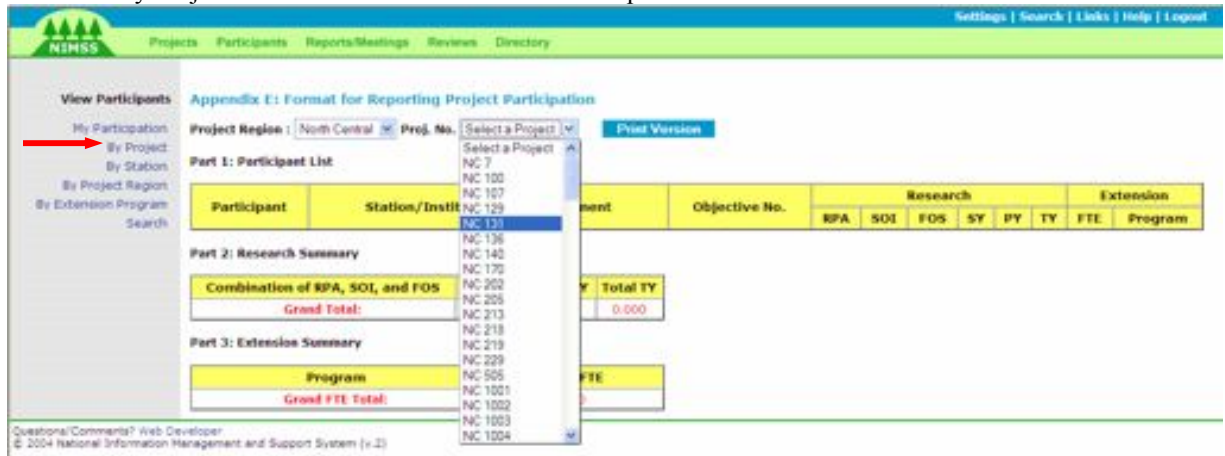 Settings | Search | Links | Help | Logout
NIMSS
Projects Participants Reports/Meetings Reviews Directory
View Participants
My Participation
By Project
By Station
By Project Region
By Extension Program
Search
Appendix E: Format for Reporting Project Participation
Project Region : North Central Proj. No. Select a Project Print Version
Select a Project
NC 7
NC 100
NC 107
NC 129
NC 131
NC 136
NC 140
NC 170
NC 202
NC 205
NC 213
NC 218
NC 219
NC 229
NC 505
NC 1001
NC 1002
NC 1003
NC 1004
Part 1: Participant List
Participant Station/Instit ment Objective No. Research Extension
RPA SOI FOS SY PY TY FTE Program
Part 2: Research Summary
Combination of RPA, SOI, and FOS Y Total TY
Grand Total: 0.000
Part 3: Extension Summary
Program FTE
Grand FTE Total:
Questions/Comments? Web Developer
© 2004 National Information Management and Support System (v.2)